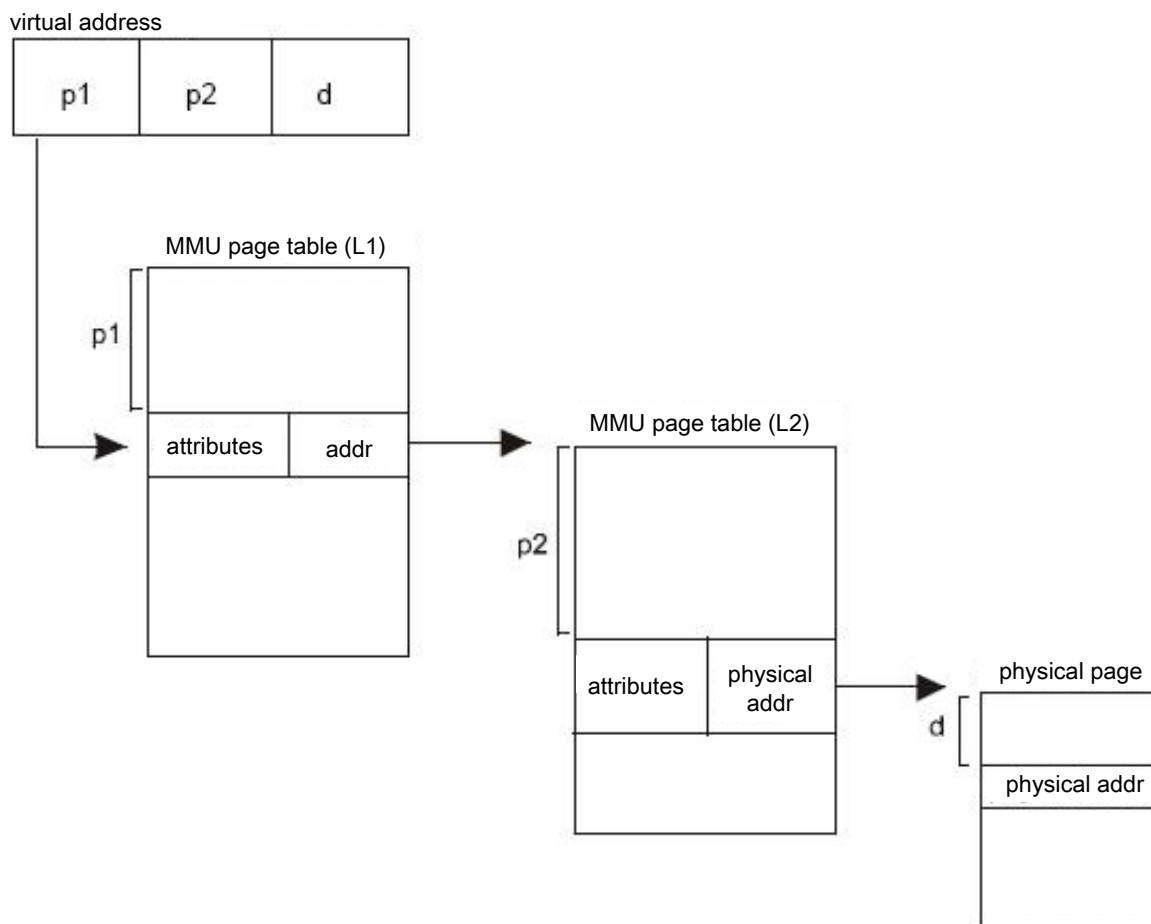 virtual address
p1 p2 d
MMU page table (L1)
p1
attributes addr
MMU page table (L2)
p2
attributes physical
addr
physical page
d
physical addr